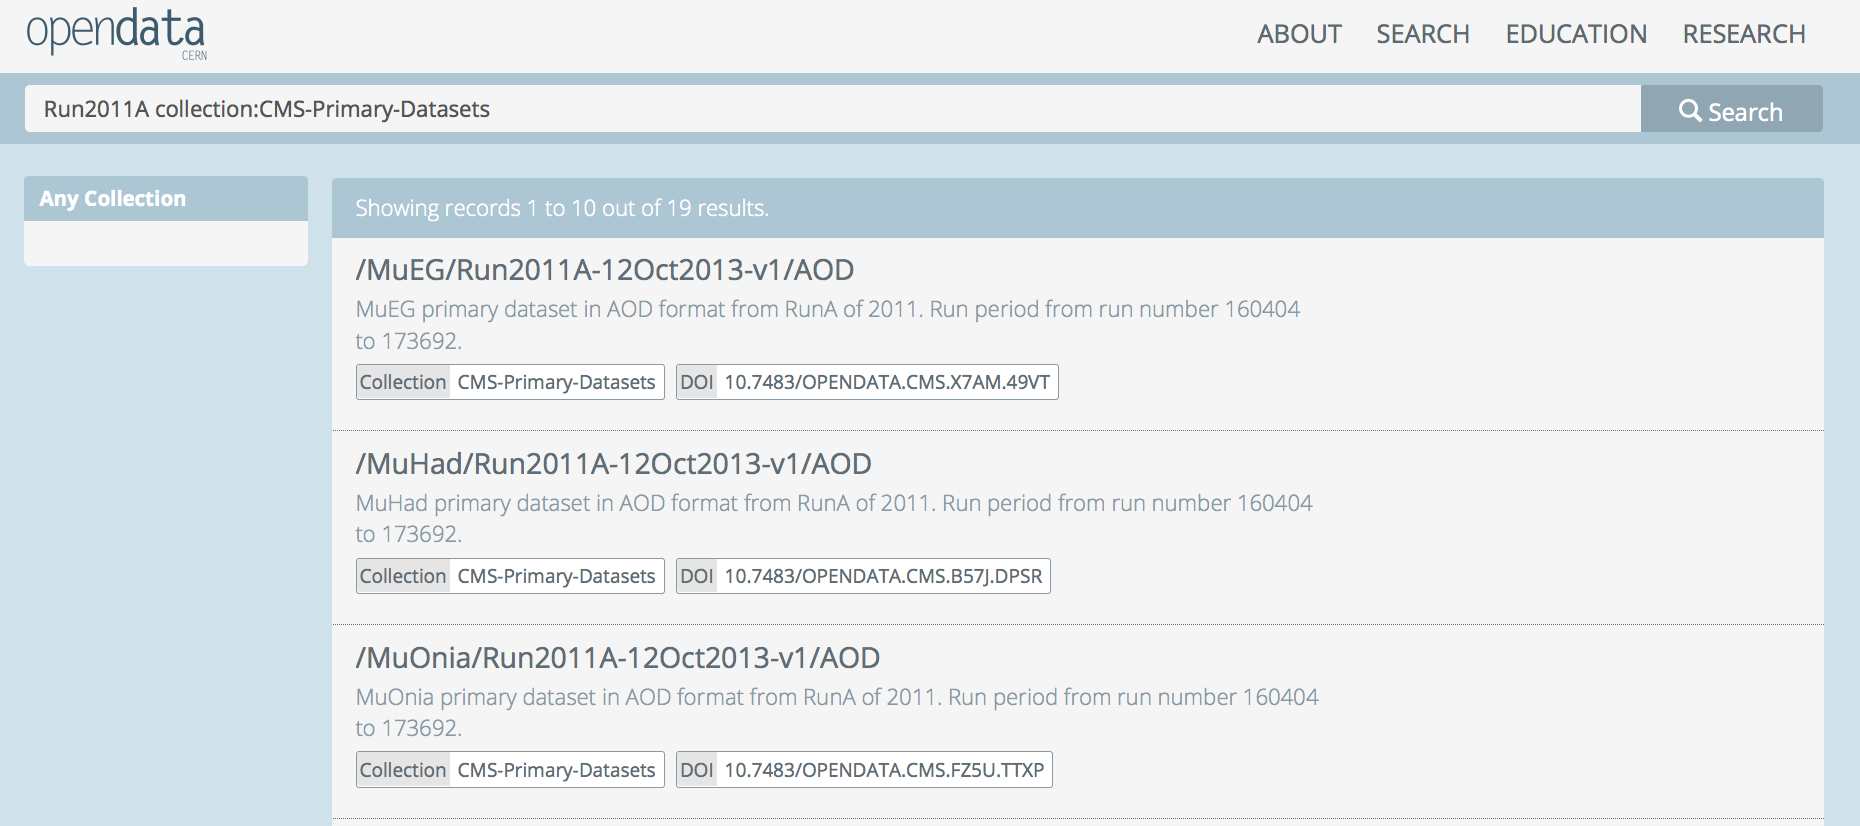 opendata
CERN
ABOUT SEARCH EDUCATION RESEARCH
Run2011A collection:CMS-Primary-Datasets
Search
Any Collection
Showing records 1 to 10 out of 19 results.
/MuEG/Run2011A-12Oct2013-v1/AOD
MuEG primary dataset in AOD format from RunA of 2011. Run period from run number 160404
to 173692.
Collection CMS-Primary-Datasets DOI 10.7483/OPENDATA.CMS.X7AM.49VT
/MuHad/Run2011A-12Oct2013-v1/AOD
MuHad primary dataset in AOD format from RunA of 2011. Run period from run number 160404
to 173692.
Collection CMS-Primary-Datasets DOI 10.7483/OPENDATA.CMS.B57J.DPSR
/MuOnia/Run2011A-12Oct2013-v1/AOD
MuOnia primary dataset in AOD format from RunA of 2011. Run period from run number 160404
to 173692.
Collection CMS-Primary-Datasets DOI 10.7483/OPENDATA.CMS.FZ5U.TTXP